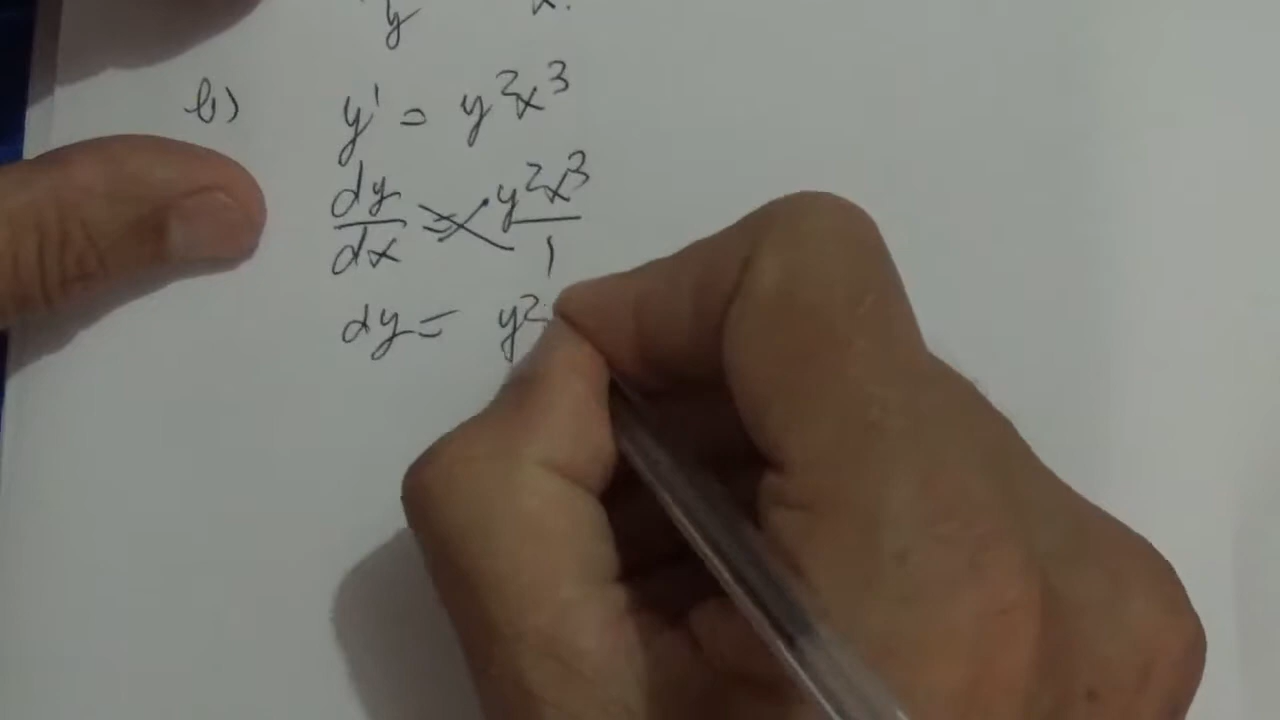 y x.
b) y' = y²x³
dy/dx = y²x³/1
dy = y²